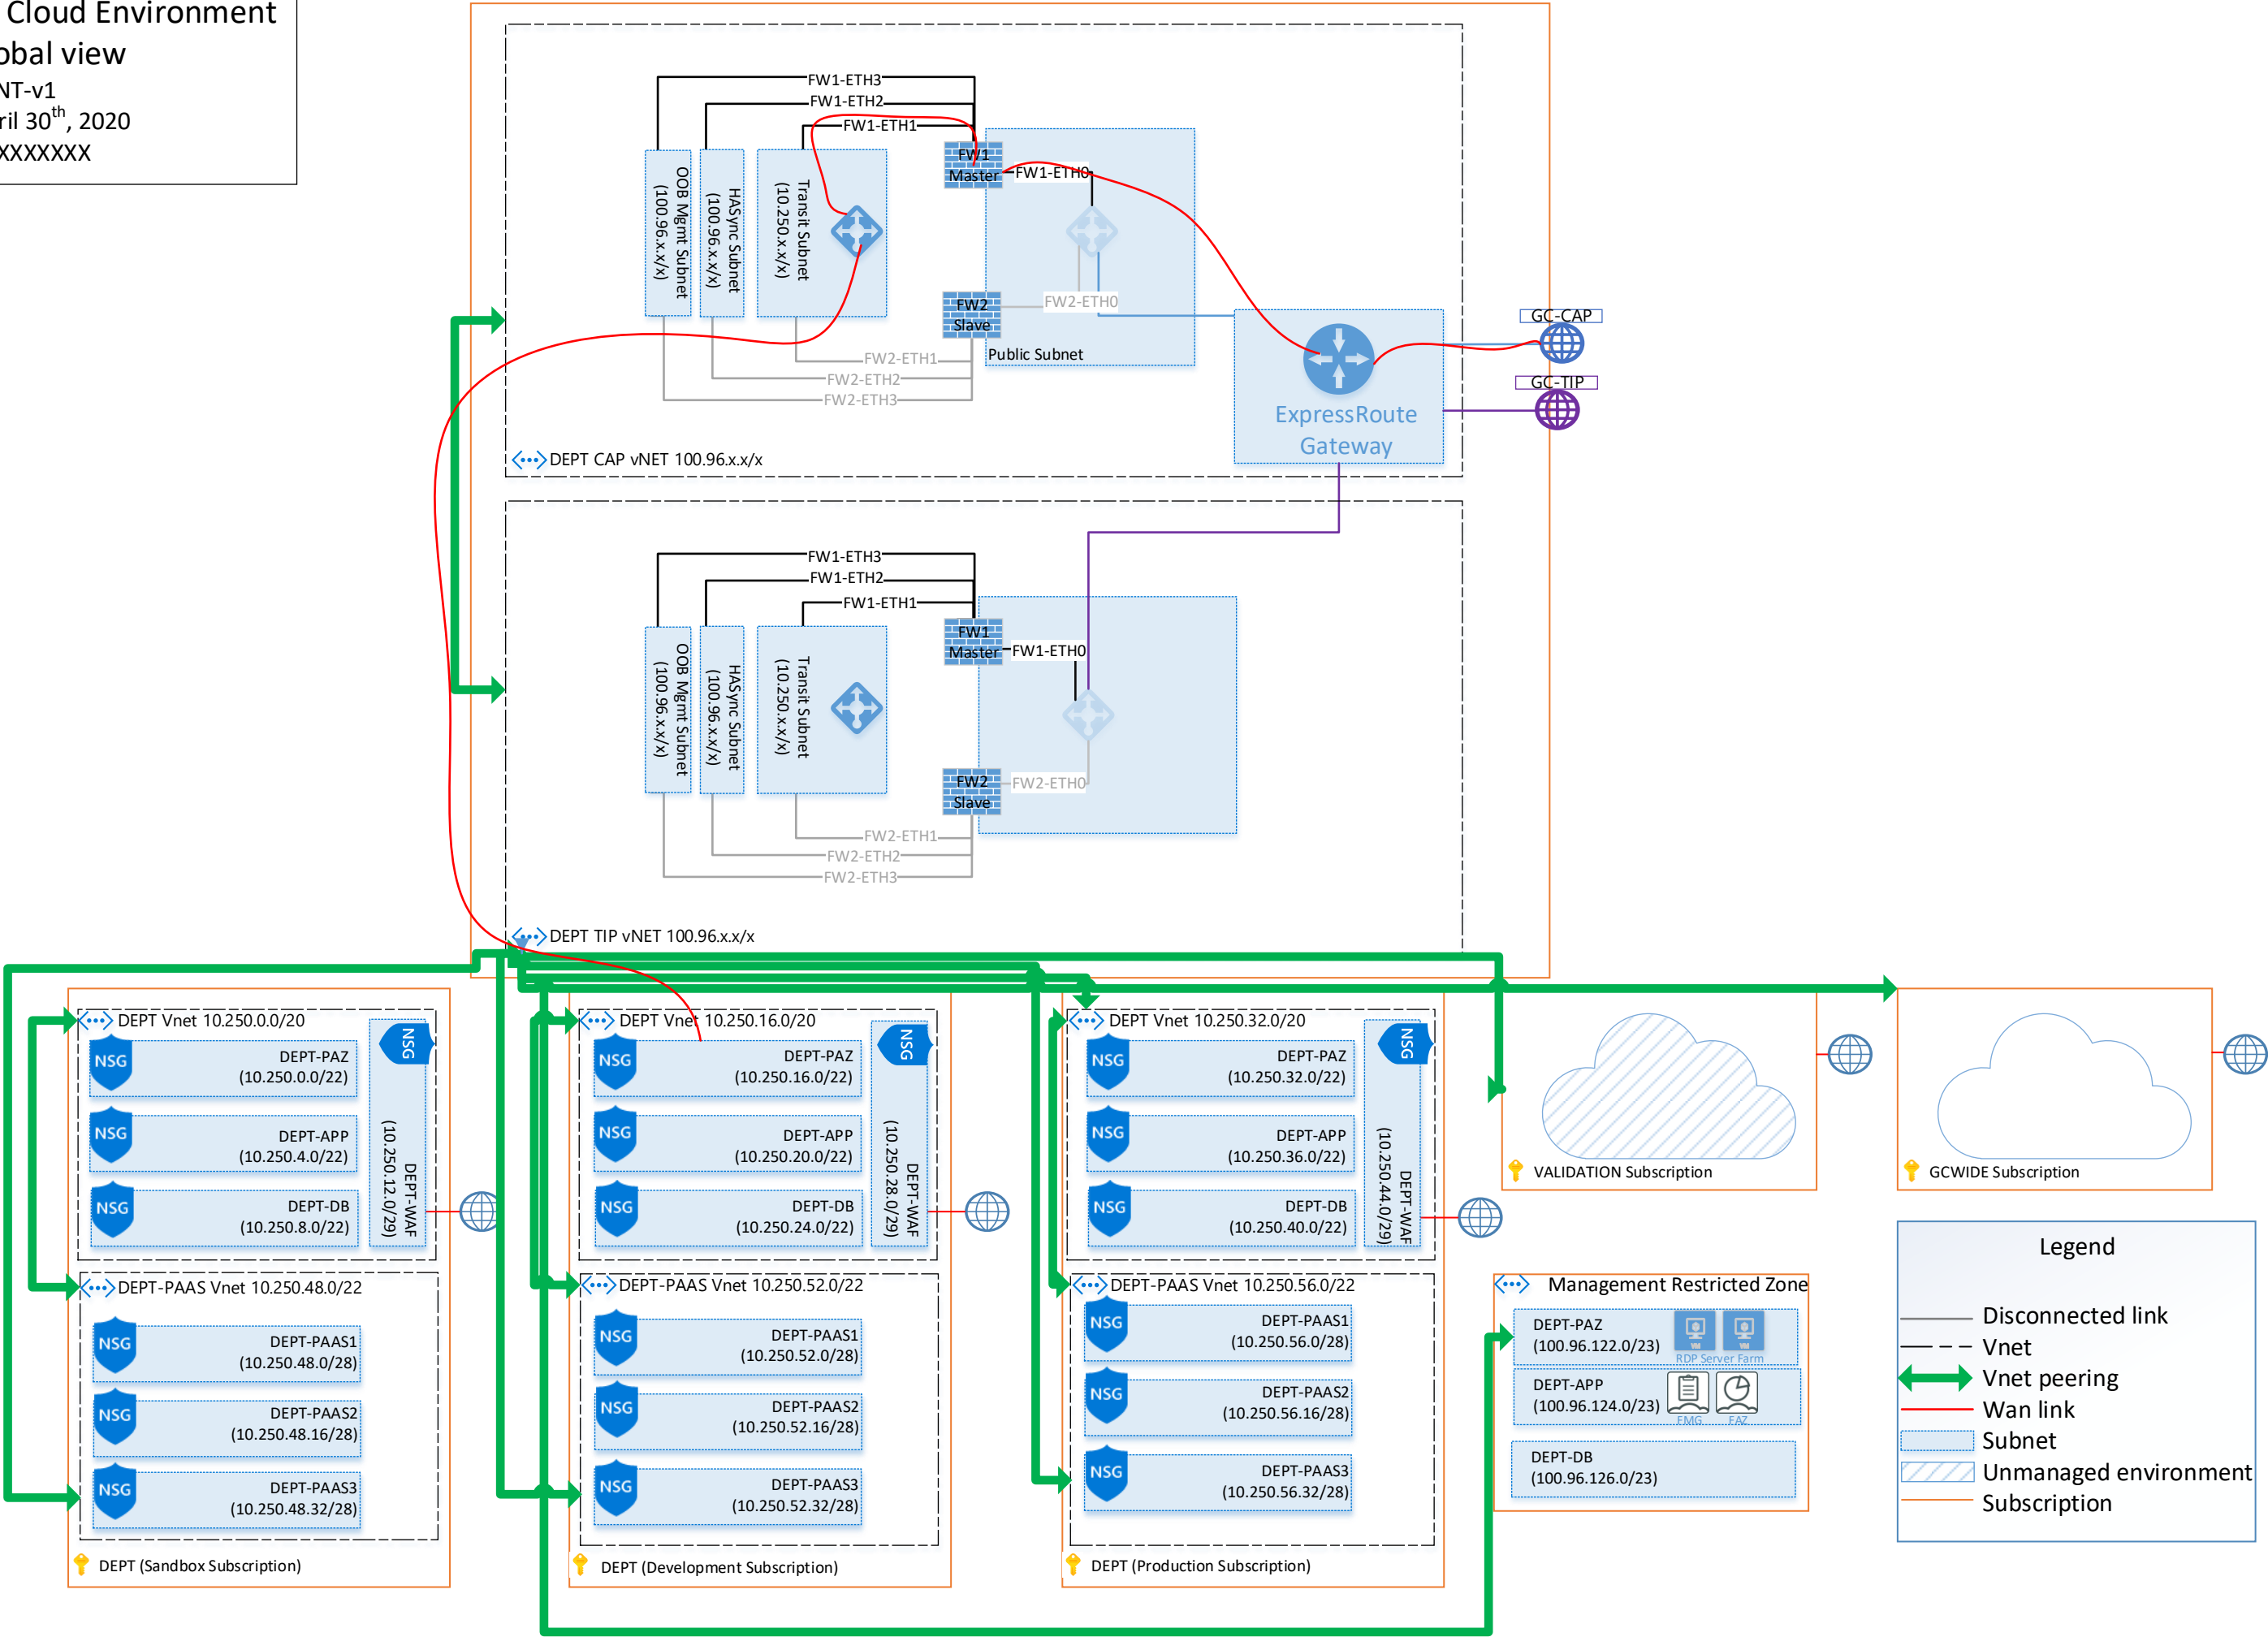 Cloud Environment
obal view
NT-v1
ril 30th, 2020
XXXXXXX
FW1-ETH3
FW1-ETH2
FW1-ETH1
OOB Mgmt Subnet
(100.96.x.x/x)
HASync Subnet
(100.96.x.x/x)
Transit Subnet
(10.250.x.x/x)
FW1
Master
FW1-ETH0
FW2
Slave
FW2-ETH0
Public Subnet
FW2-ETH1
FW2-ETH2
FW2-ETH3
ExpressRoute
Gateway
GC-CAP
GC-TIP
DEPT CAP vNET 100.96.x.x/x
FW1-ETH3
FW1-ETH2
FW1-ETH1
OOB Mgmt Subnet
(100.96.x.x/x)
HASync Subnet
(100.96.x.x/x)
Transit Subnet
(10.250.x.x/x)
FW1
Master
FW1-ETH0
FW2
Slave
FW2-ETH0
FW2-ETH1
FW2-ETH2
FW2-ETH3
DEPT TIP vNET 100.96.x.x/x
DEPT Vnet 10.250.0.0/20
NSG
DEPT-PAZ
(10.250.0.0/22)
NSG
DEPT-APP
(10.250.4.0/22)
NSG
DEPT-DB
(10.250.8.0/22)
NSG
DEPT-WAF
(10.250.12.0/29)
DEPT-PAAS Vnet 10.250.48.0/22
NSG
DEPT-PAAS1
(10.250.48.0/28)
NSG
DEPT-PAAS2
(10.250.48.16/28)
NSG
DEPT-PAAS3
(10.250.48.32/28)
DEPT (Sandbox Subscription)
DEPT Vnet 10.250.16.0/20
NSG
DEPT-PAZ
(10.250.16.0/22)
NSG
DEPT-APP
(10.250.20.0/22)
NSG
DEPT-DB
(10.250.24.0/22)
NSG
DEPT-WAF
(10.250.28.0/29)
DEPT-PAAS Vnet 10.250.52.0/22
NSG
DEPT-PAAS1
(10.250.52.0/28)
NSG
DEPT-PAAS2
(10.250.52.16/28)
NSG
DEPT-PAAS3
(10.250.52.32/28)
DEPT (Development Subscription)
DEPT Vnet 10.250.32.0/20
NSG
DEPT-PAZ
(10.250.32.0/22)
NSG
DEPT-APP
(10.250.36.0/22)
NSG
DEPT-DB
(10.250.40.0/22)
NSG
DEPT-WAF
(10.250.44.0/29)
DEPT-PAAS Vnet 10.250.56.0/22
NSG
DEPT-PAAS1
(10.250.56.0/28)
NSG
DEPT-PAAS2
(10.250.56.16/28)
NSG
DEPT-PAAS3
(10.250.56.32/28)
DEPT (Production Subscription)
VALIDATION Subscription
GCWIDE Subscription
Management Restricted Zone
DEPT-PAZ
(100.96.122.0/23)
VM
VM
RDP Server Farm
DEPT-APP
(100.96.124.0/23)
FMG
FAZ
DEPT-DB
(100.96.126.0/23)
Legend
Disconnected link
Vnet
Vnet peering
Wan link
Subnet
Unmanaged environment
Subscription